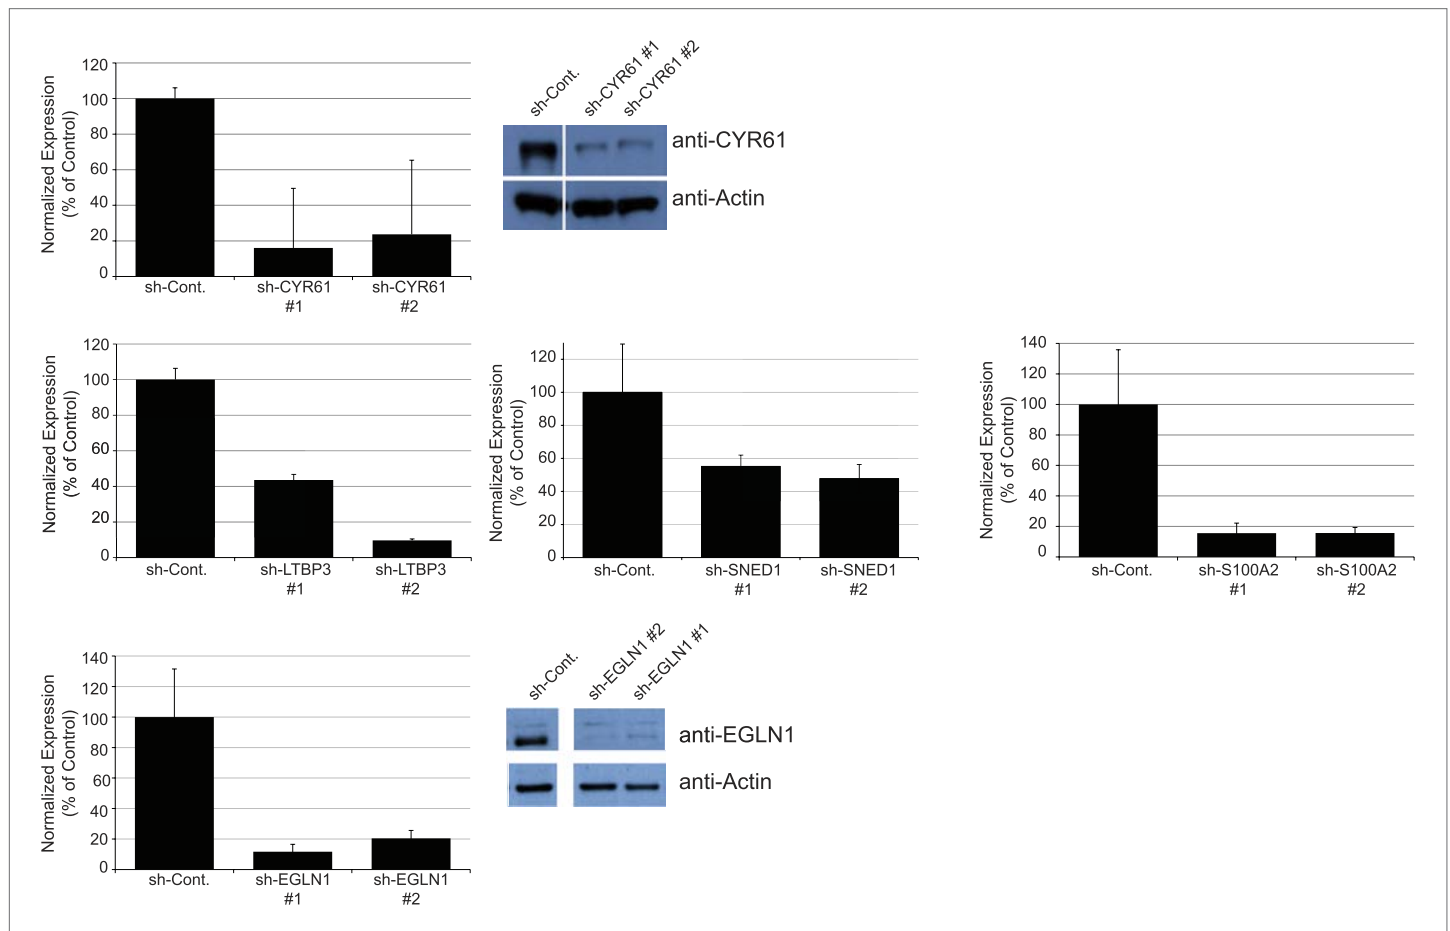 sh-Cont.
sh-CYR61 #1
sh-CYR61 #2
Normalized Expression
(% of Control)
120
100
80
60
40
20
0
sh-Cont.
sh-CYR61
#1
sh-CYR61
#2
anti-CYR61
anti-Actin
Normalized Expression
(% of Control)
120
100
80
60
40
20
0
sh-Cont.
sh-LTBP3
#1
sh-LTBP3
#2
Normalized Expression
(% of Control)
120
100
80
60
40
20
0
sh-Cont.
sh-SNED1
#1
sh-SNED1
#2
Normalized Expression
(% of Control)
140
120
100
80
60
40
20
0
sh-Cont.
sh-S100A2
#1
sh-S100A2
#2
Normalized Expression
(% of Control)
140
120
100
80
60
40
20
0
sh-Cont.
sh-EGLN1
#1
sh-EGLN1
#2
sh-Cont.
sh-EGLN1 #2
sh-EGLN1 #1
anti-EGLN1
anti-Actin